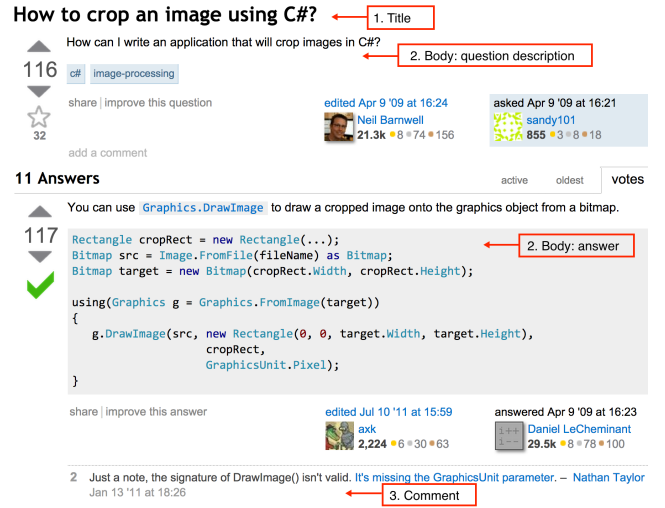 How to crop an image using C#?
1. Title
How can I write an application that will crop images in C#?
2. Body: question description
116
c# image-processing
share | improve this question
edited Apr 9 '09 at 16:24
asked Apr 9 '09 at 16:21
Neil Barnwell
sandy101
32
21.3k 8 74 156
855 3 8 18
add a comment
11 Answers
active oldest votes
You can use Graphics.DrawImage to draw a cropped image onto the graphics object from a bitmap.
117
Rectangle cropRect = new Rectangle(...);
2. Body: answer
Bitmap src = Image.FromFile(fileName) as Bitmap;
Bitmap target = new Bitmap(cropRect.Width, cropRect.Height);
using(Graphics g = Graphics.FromImage(target))
{
g.DrawImage(src, new Rectangle(0, 0, target.Width, target.Height),
cropRect,
GraphicsUnit.Pixel);
}
share | improve this answer
edited Jul 10 '11 at 15:59
answered Apr 9 '09 at 16:23
axk
Daniel LeCheminant
2,224 6 30 63
29.5k 8 78 100
2 Just a note, the signature of DrawImage() isn't valid. It's missing the GraphicsUnit parameter. – Nathan Taylor
Jan 13 '11 at 18:26
3. Comment